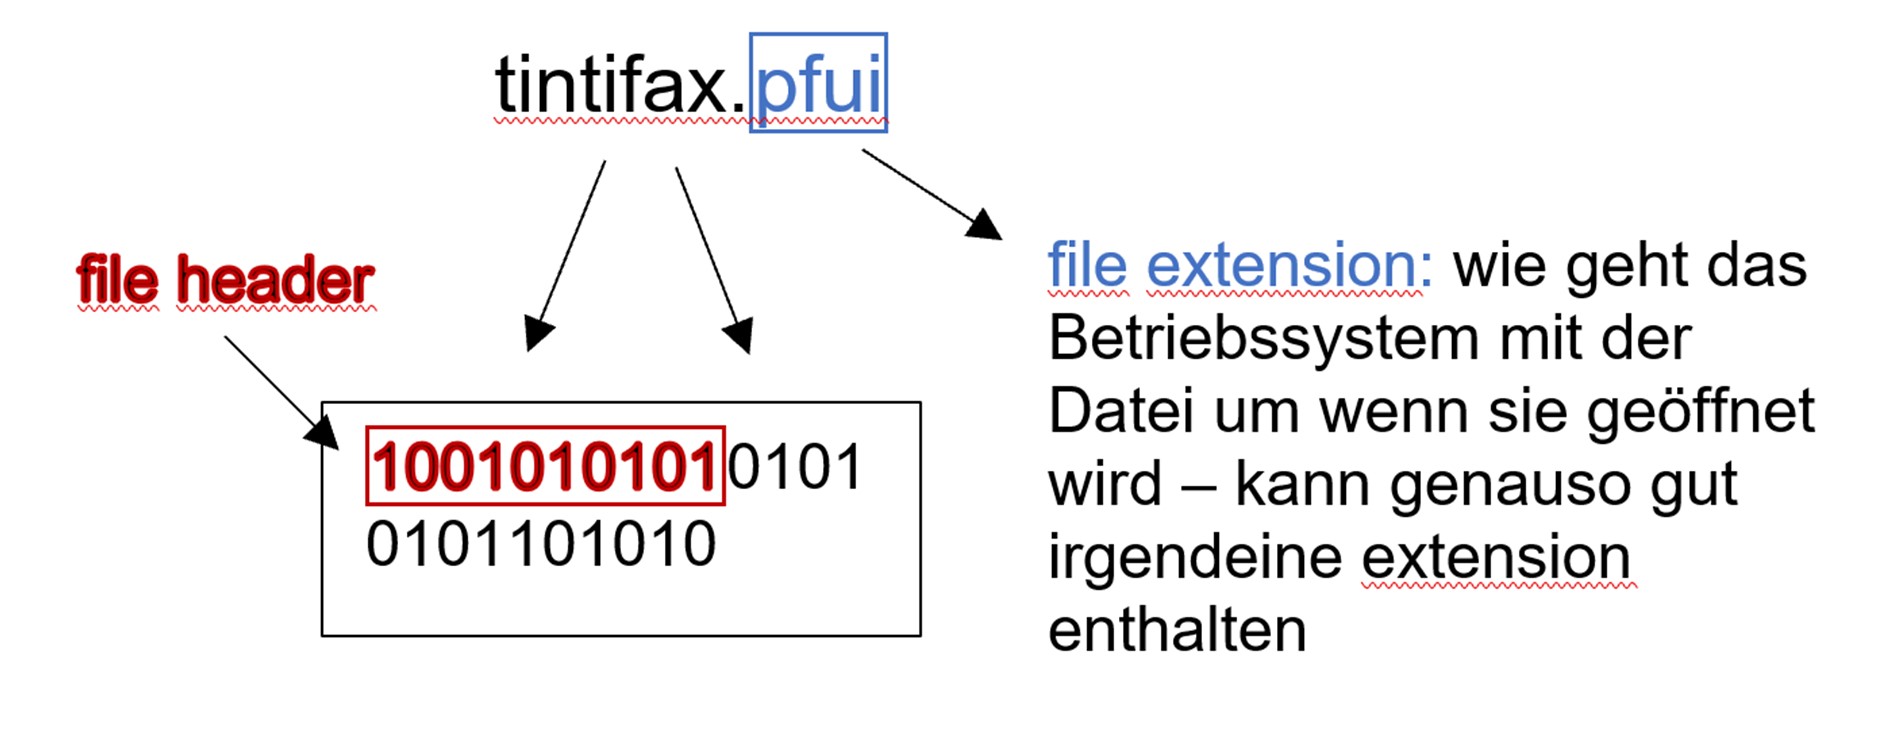 tintifax.pfui
file header
10010101010101
0101101010
file extension: wie geht das
Betriebssystem mit der
Datei um wenn sie geöffnet
wird – kann genauso gut
irgendeine extension
enthalten